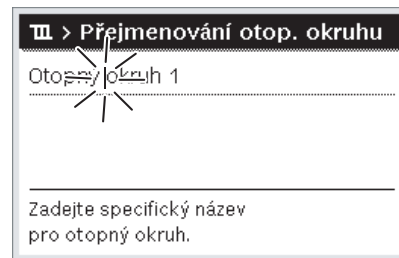 > Přejmenování otop. okruhu
Otopný okruh 1
Zadejte specifický název
pro otopný okruh.